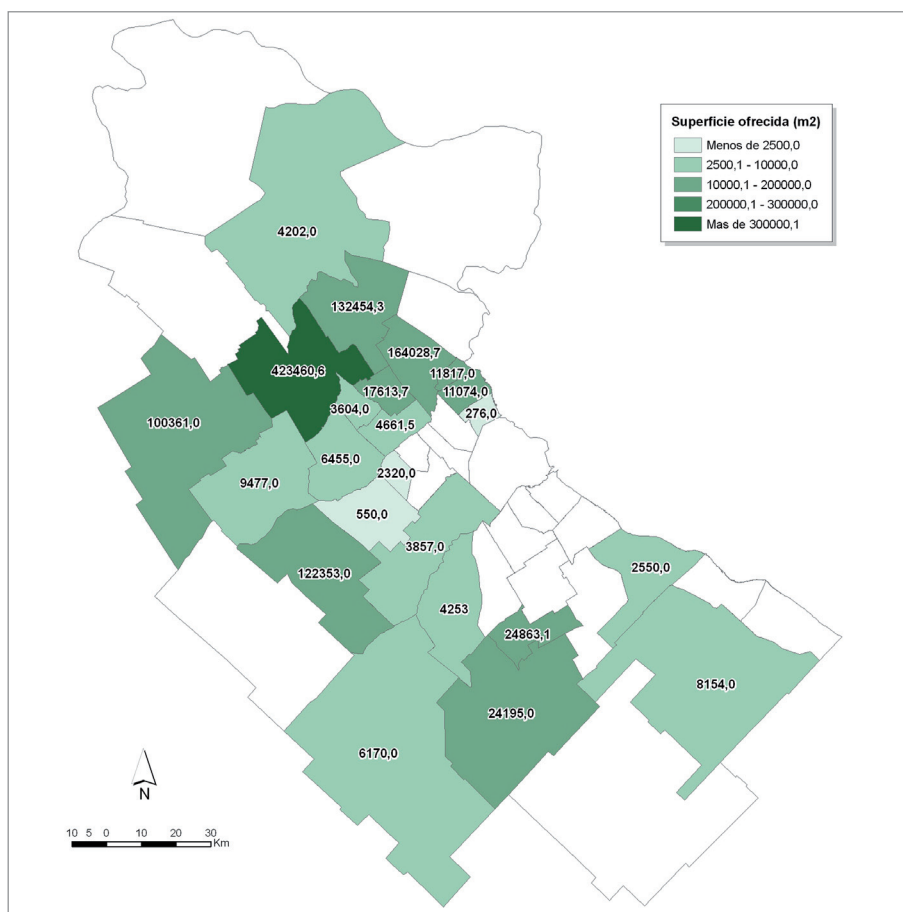 Superficie ofrecida (m2)
Menos de 2500,0
2500,1 - 10000,0
10000,1 - 200000,0
200000,1 - 300000,0
Mas de 300000,1
4202,0
132454,3
164028,7
423460,6
11817,0
17613,7
11074,0
3604,0
276,0
100361,0
4661,5
6455,0
2320,0
9477,0
550,0
3857,0
2550,0
122353,0
4253
24863,1
8154,0
24195,0
6170,0
N
10 5 0 10 20 30
Km